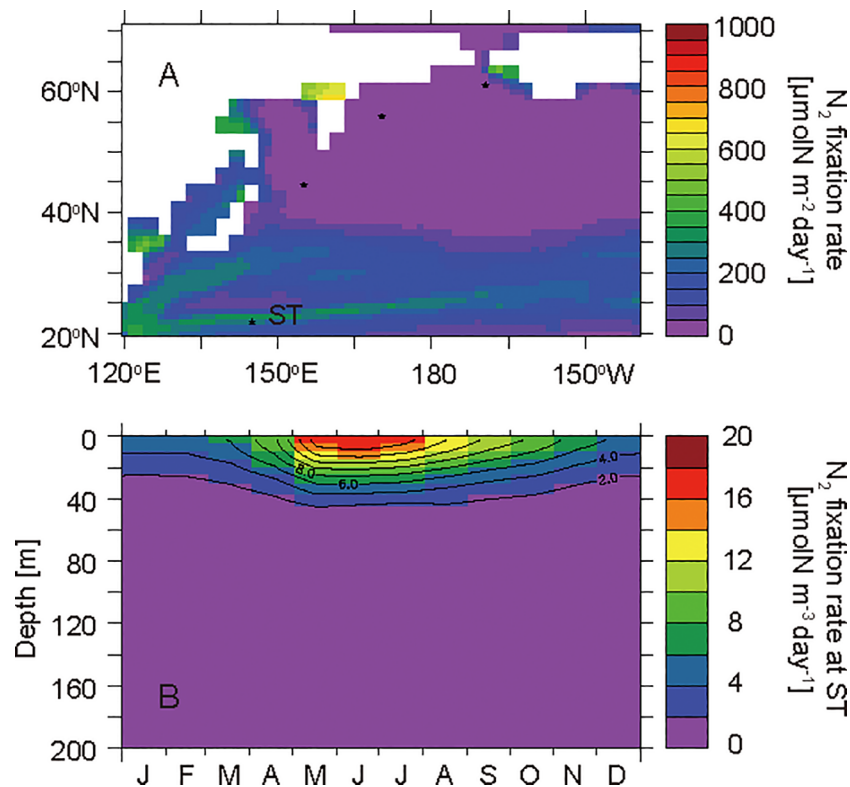 A
60°N
40°N
20°N
120°E
150°E
180
150°W
ST
1000
800
600
400
200
0
N₂ fixation rate
[µmolN m⁻² day⁻¹]
B
0
40
80
120
160
200
Depth [m]
J F M A M J J A S O N D
8.0
6.0
4.0
2.0
20
16
12
8
4
0
N₂ fixation rate at ST
[µmolN m⁻³ day⁻¹]